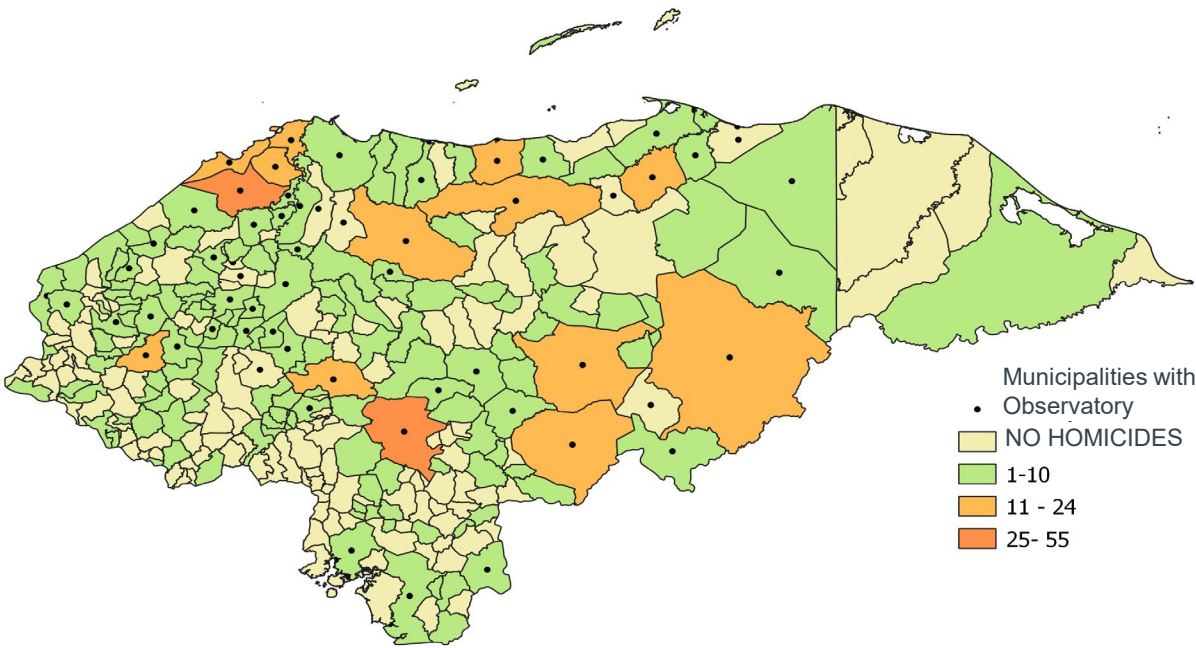 Municipalities with
Observatory
NO HOMICIDES
1-10
11 - 24
25- 55